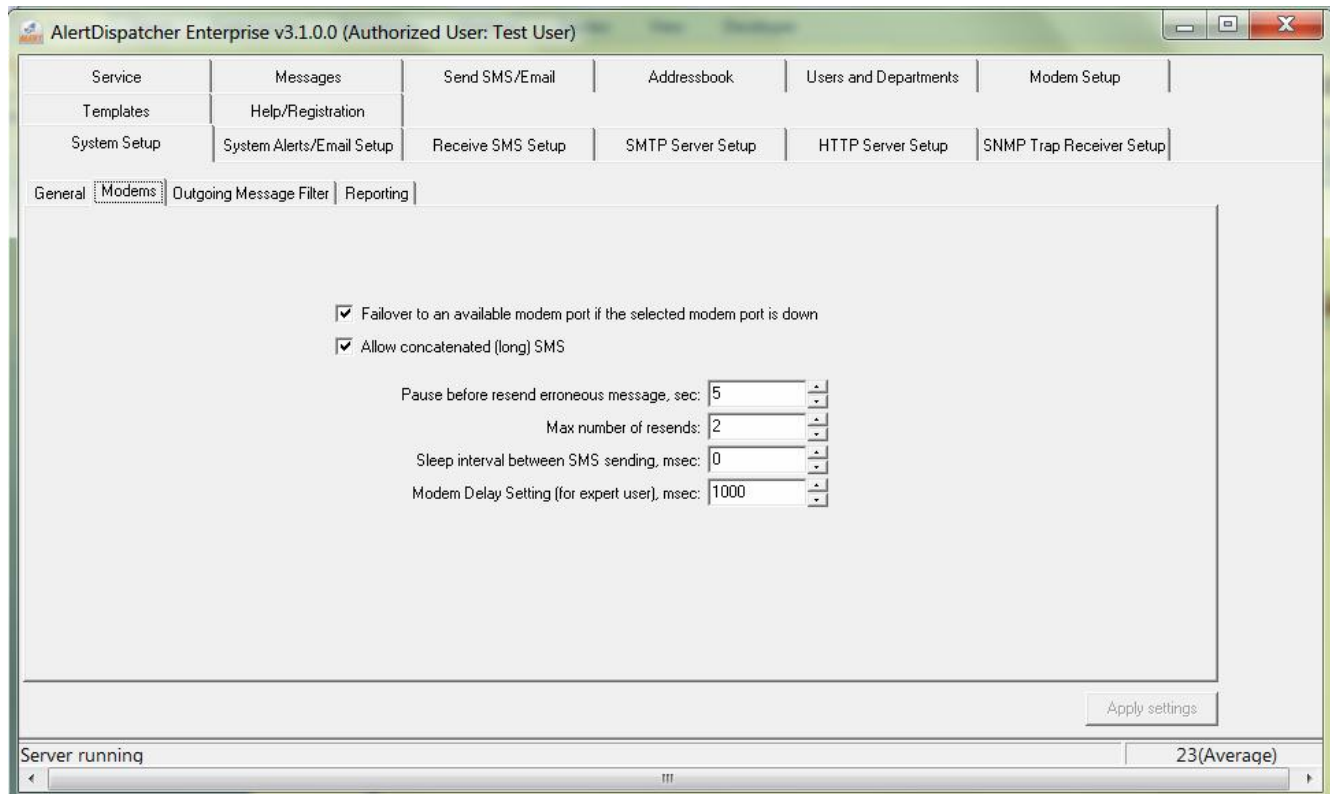 AlertDispatcher Enterprise v3.1.0.0 (Authorized User: Test User)
Service Messages Send SMS/Email Addressbook Users and Departments Modem Setup
Templates Help/Registration
System Setup System Alerts/Email Setup Receive SMS Setup SMTP Server Setup HTTP Server Setup SNMP Trap Receiver Setup
General Modems Outgoing Message Filter Reporting
Failover to an available modem port if the selected modem port is down
Allow concatenated (long) SMS
Pause before resend erroneous message, sec: 5
Max number of resends: 2
Sleep interval between SMS sending, msec: 0
Modem Delay Setting (for expert user), msec: 1000
Apply settings
Server running 23(Average)